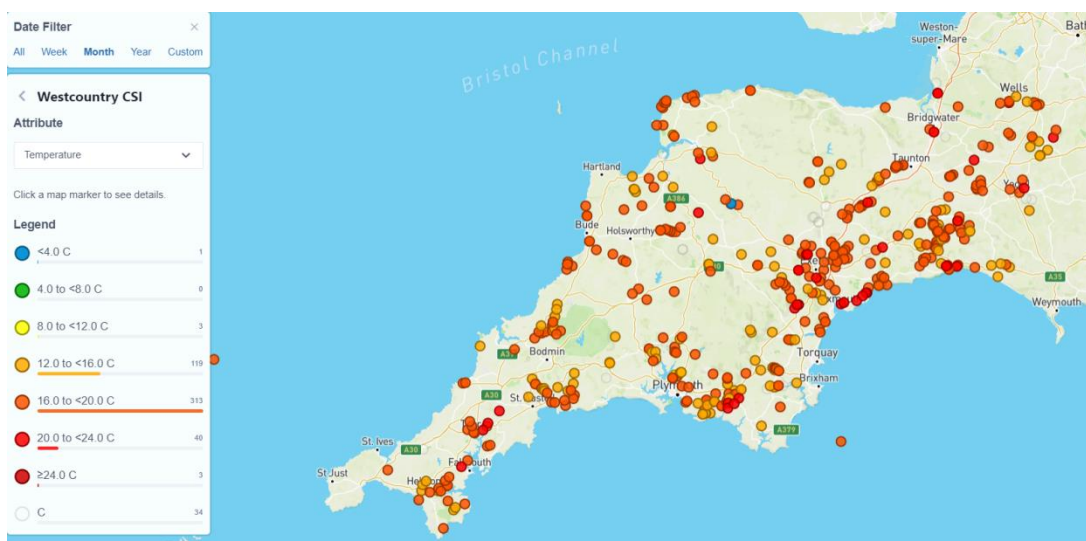 Date Filter
×
All Week Month Year Custom
Westcountry CSI
Attribute
Temperature
Click a map marker to see details.
Legend
<4.0 C 1
4.0 to <8.0 C 0
8.0 to <12.0 C 3
12.0 to <16.0 C 119
16.0 to <20.0 C 313
20.0 to <24.0 C 40
≥24.0 C 3
C 34
Bristol Channel
Weston-
super-Mare
Bath
Wells
Bridgwater
Taunton
Hartland
A386
Bude
Holsworthy
A35
Weymouth
Bodmin
Torquay
Brixham
Plymouth
A30
A379
St. Ives
A30
St Just
Falmouth